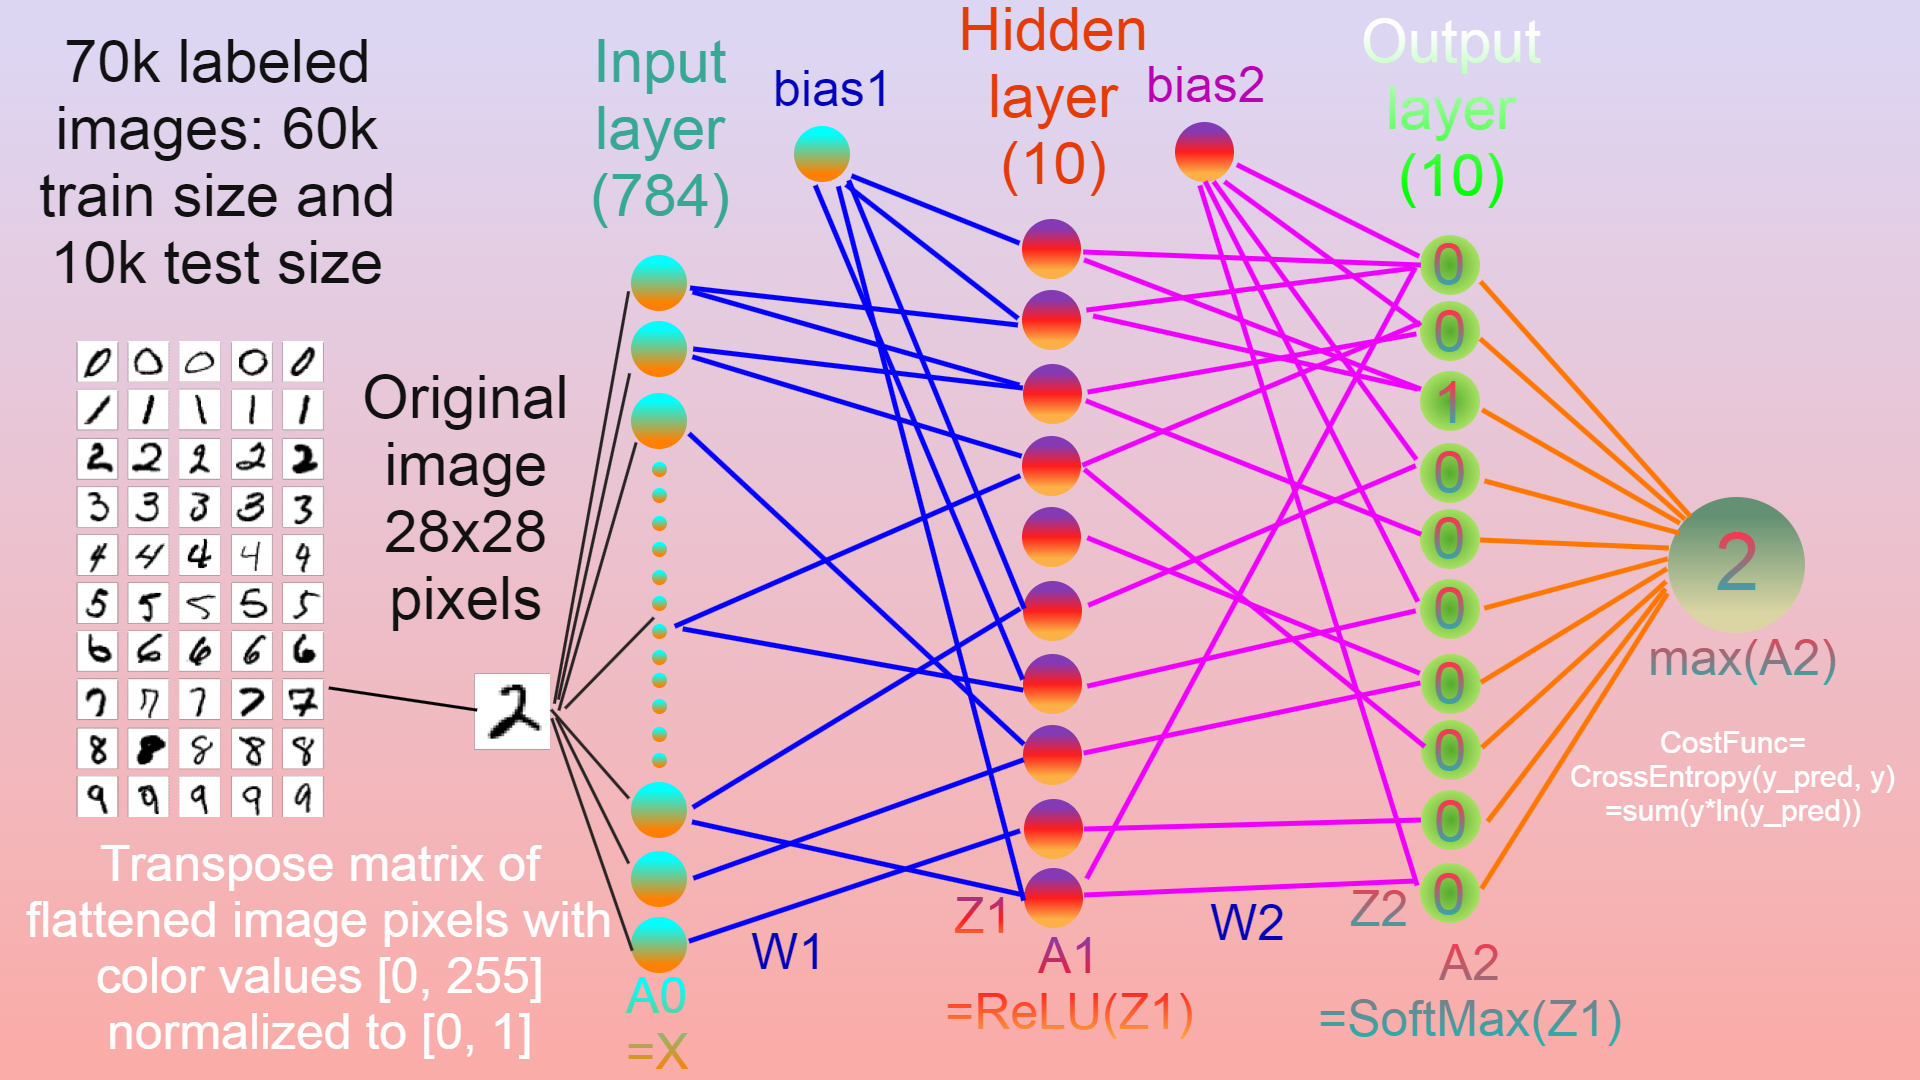 70k labeled
images: 60k
train size and
10k test size
Original
image
28x28
pixels
Transpose matrix of
flattened image pixels with
color values [0, 255]
normalized to [0, 1]
Input
layer
(784)
A0
=X
bias1
W1
Hidden
layer
(10)
Z1
A1
=ReLU(Z1)
bias2
W2
Output
layer
(10)
0
0
1
0
0
0
0
0
0
0
Z2
A2
=SoftMax(Z1)
2
max(A2)
CostFunc=
CrossEntropy(y_pred, y)
=sum(y*ln(y_pred))
0 0 0 0 0
1 1 1 1 1
2 2 2 2 2
3 3 3 3 3
4 4 4 4 4
5 5 5 5 5
6 6 6 6 6
7 7 7 7 7
8 8 8 8 8
9 9 9 9 9
2